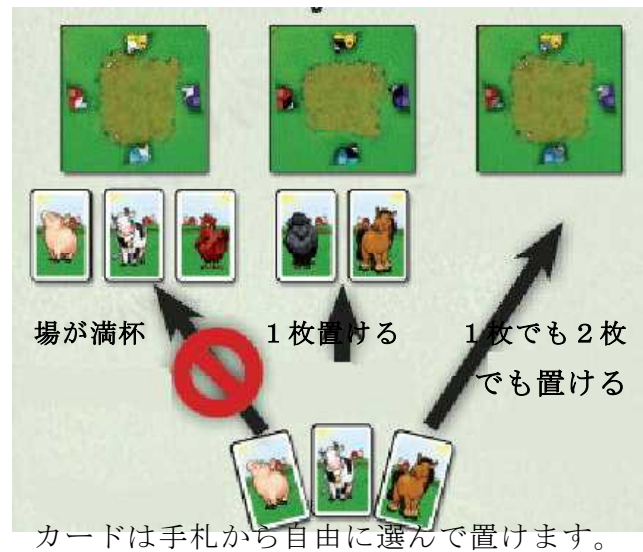 場が満杯
１枚置ける
１枚でも２枚
でも置ける
カードは手札から自由に選んで置けます。